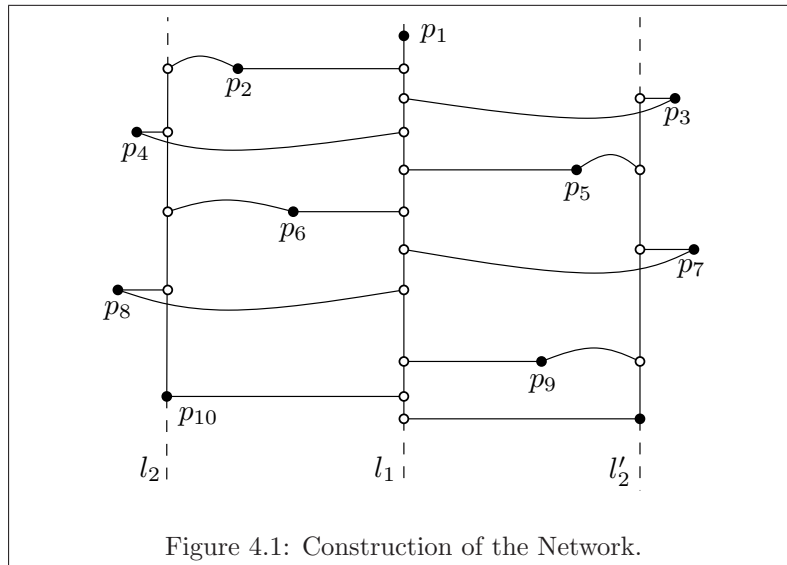 p1
p2
p3
p4
p5
p6
p7
p8
p9
p10
l2
l1
l′2
Figure 4.1: Construction of the Network.